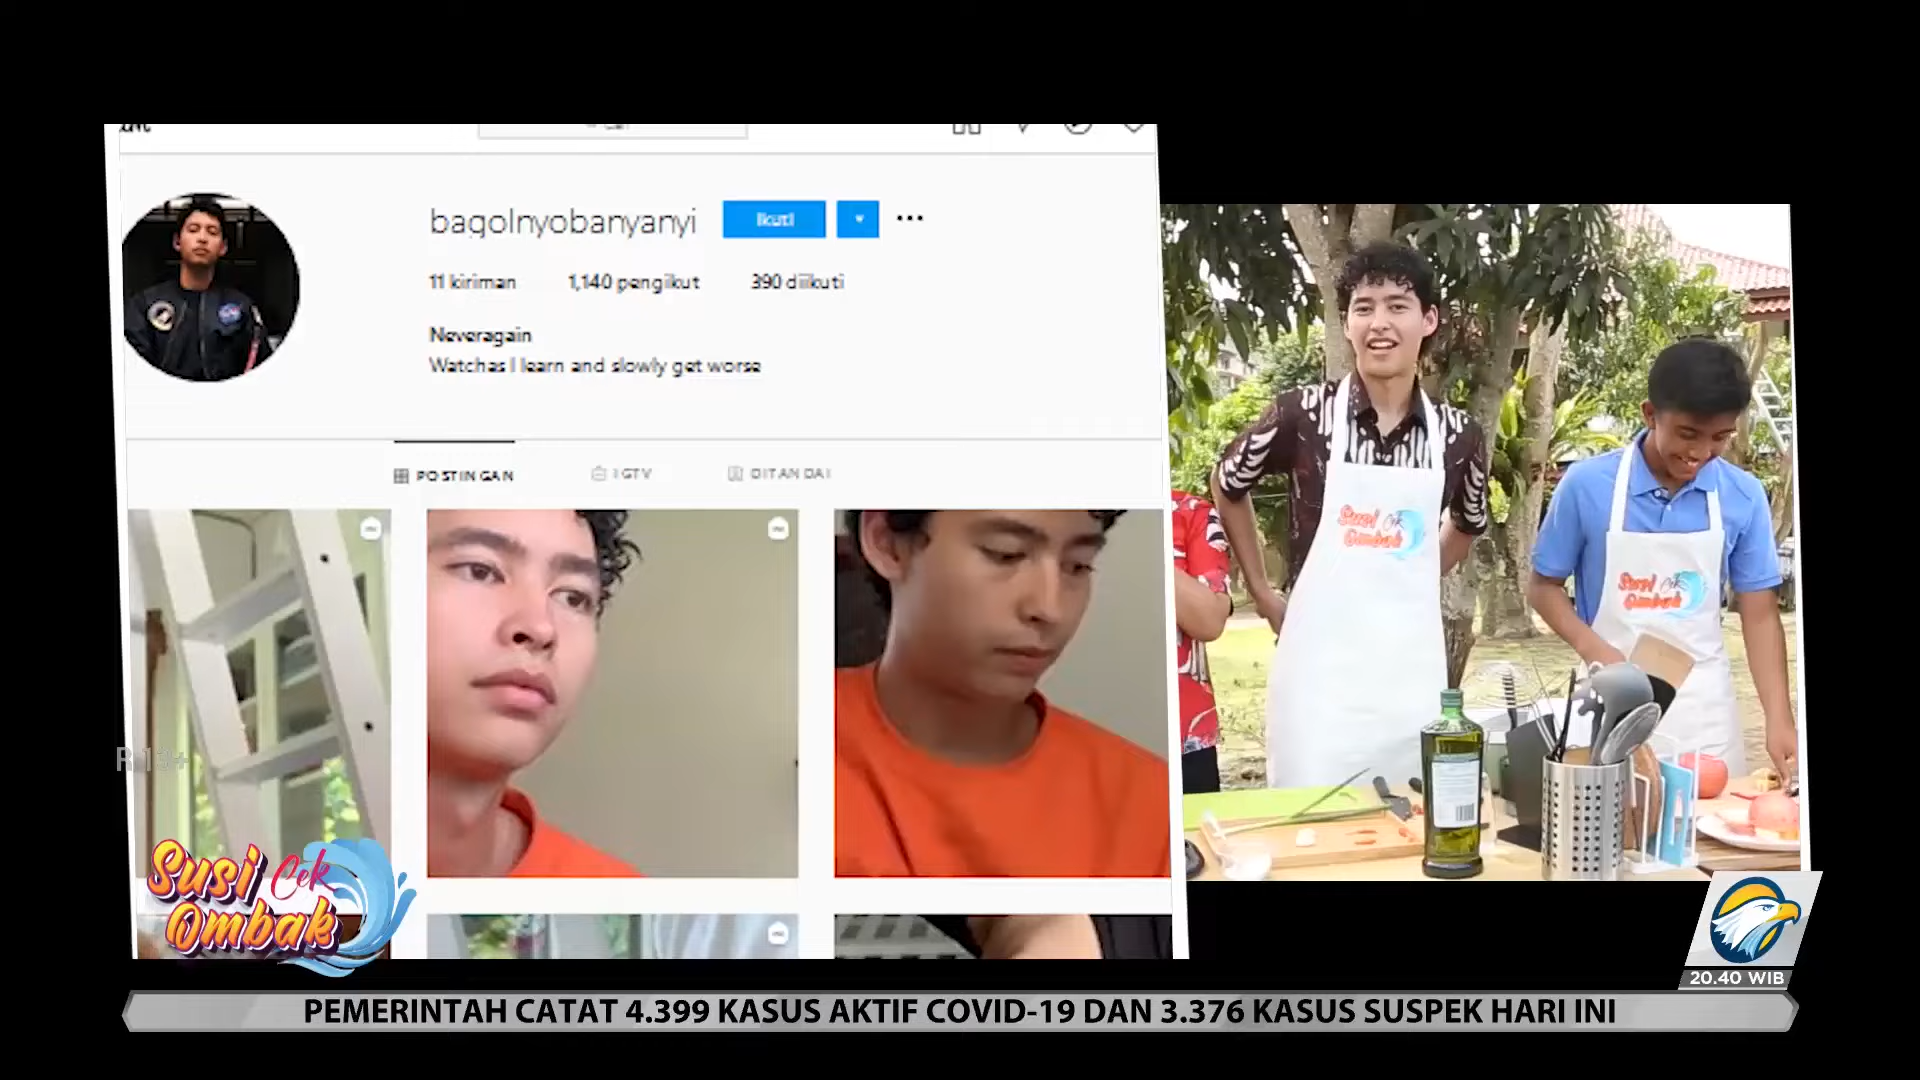 bagolnyobanyanyi
Ikuti
11 kiriman 1,140 pengikut 390 diikuti
Neveragain
Watchas I learn and slowly get worse
POSTINGAN IGTV DITANDAI
Susi Cek
Ombak
Susi Cek
Ombak
R 13+
Susi Cek
Ombak
20.40 WIB
PEMERINTAH CATAT 4.399 KASUS AKTIF COVID-19 DAN 3.376 KASUS SUSPEK HARI INI